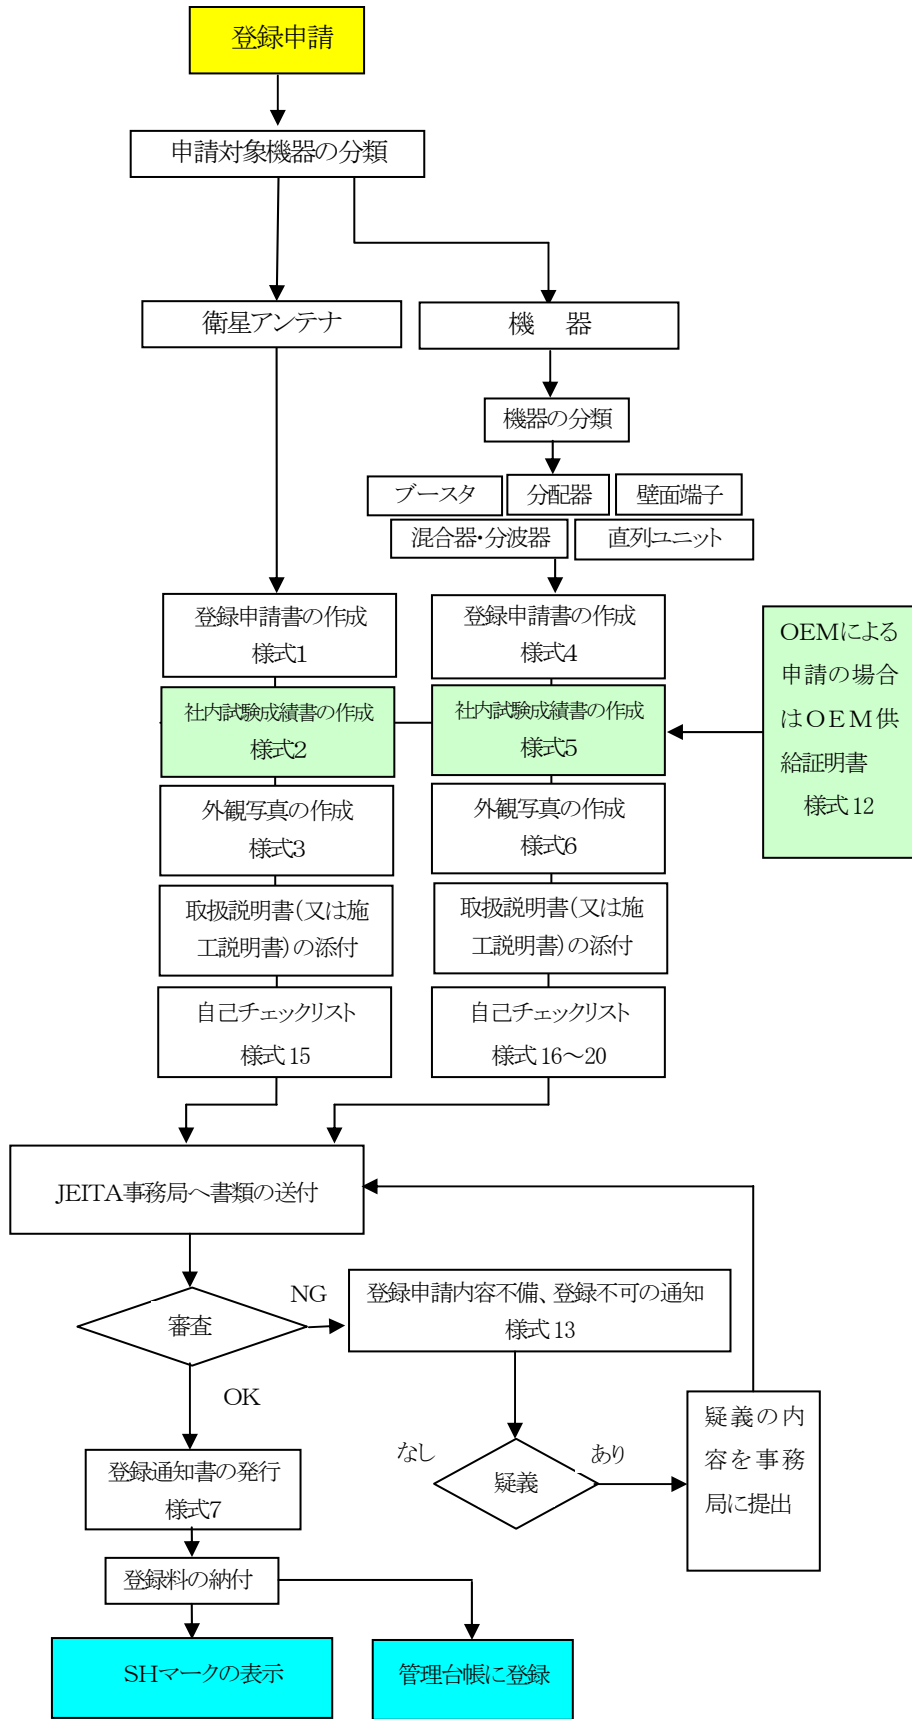 登録申請
申請対象機器の分類
衛星アンテナ
機　器
機器の分類
ブースタ
分配器
壁面端子
混合器・分波器
直列ユニット
登録申請書の作成
様式1
社内試験成績書の作成
様式2
外観写真の作成
様式3
取扱説明書(又は施
工説明書)の添付
自己チェックリスト
様式 15
登録申請書の作成
様式4
社内試験成績書の作成
様式5
外観写真の作成
様式6
取扱説明書(又は施
工説明書)の添付
自己チェックリスト
様式 16～20
OEMによる
申請の場合
はOEM供
給証明書
様式 12
JEITA事務局へ書類の送付
審査
NG
登録申請内容不備、登録不可の通知
様式 13
OK
なし
疑義
あり
疑義の内
容を事務
局に提出
登録通知書の発行
様式7
登録料の納付
SHマークの表示
管理台帳に登録